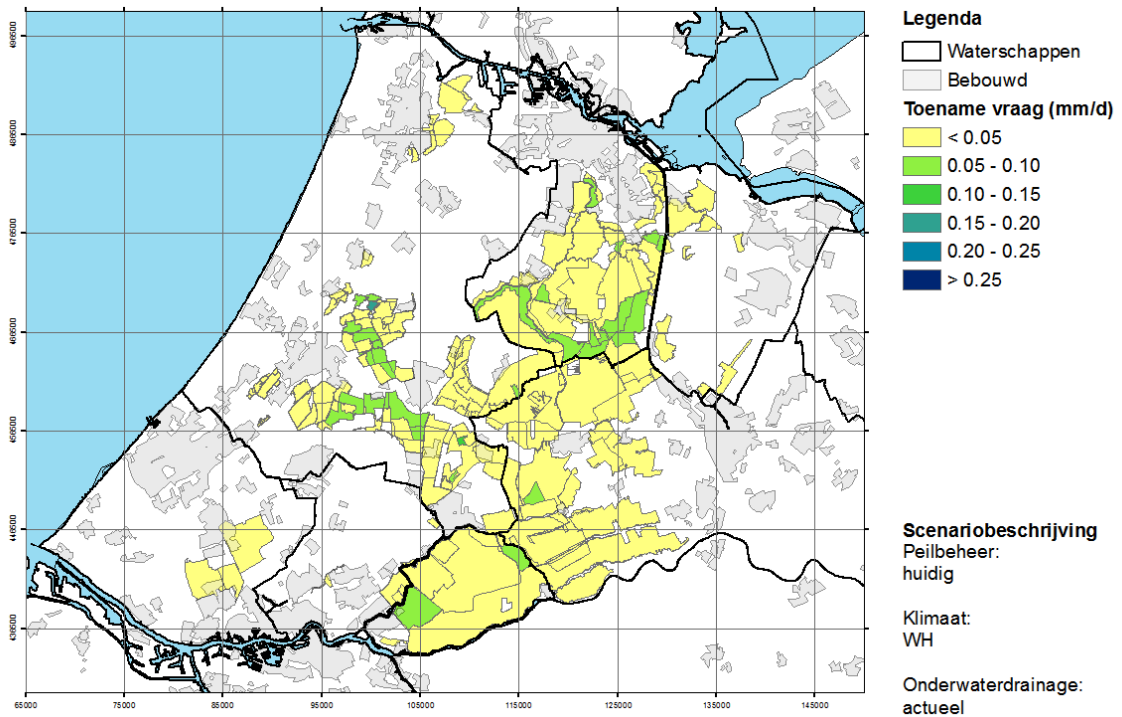 Legenda
Waterschappen
Bebouwd
Toename vraag (mm/d)
< 0.05
0.05 - 0.10
0.10 - 0.15
0.15 - 0.20
0.20 - 0.25
> 0.25
Scenariobeschrijving
Peilbeheer:
huidig
Klimaat:
WH
Onderwaterdrainage:
actueel
65000 75000 85000 95000 105000 115000 125000 135000 145000